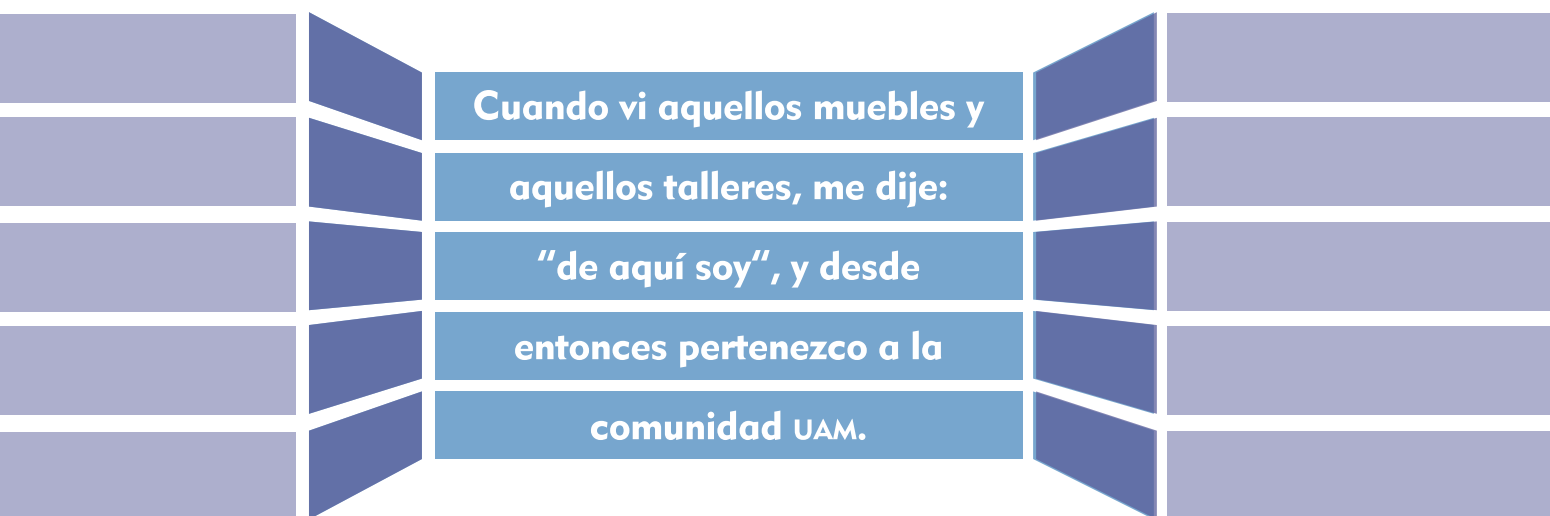 Cuando vi aquellos muebles y
aquellos talleres, me dije:
“de aquí soy“, y desde
entonces pertenezco a la
comunidad UAM.